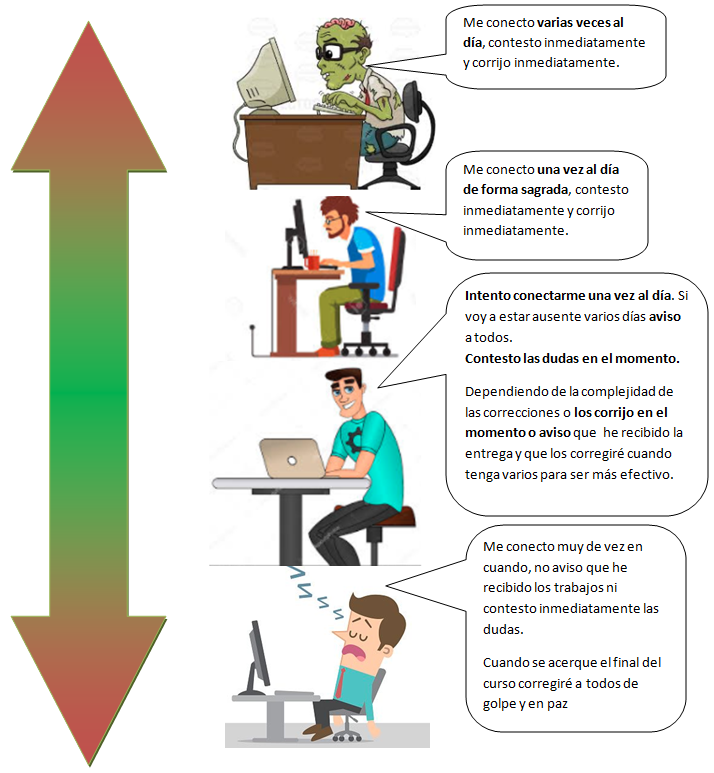 Me conecto varias veces al
día, contesto inmediatamente
y corrijo inmediatamente.
Me conecto una vez al día
de forma sagrada, contesto
inmediatamente y corrijo
inmediatamente.
Intento conectarme una vez al día. Si
voy a estar ausente varios días aviso
a todos.
Contesto las dudas en el momento.
Dependiendo de la complejidad de
las correcciones o los corrijo en el
momento o aviso que he recibido la
entrega y que los corregiré cuando
tenga varios para ser más efectivo.
Me conecto muy de vez en
cuando, no aviso que he
recibido los trabajos ni
contesto inmediatamente las
dudas.
Cuando se acerque el final del
curso corregiré a todos de
golpe y en paz